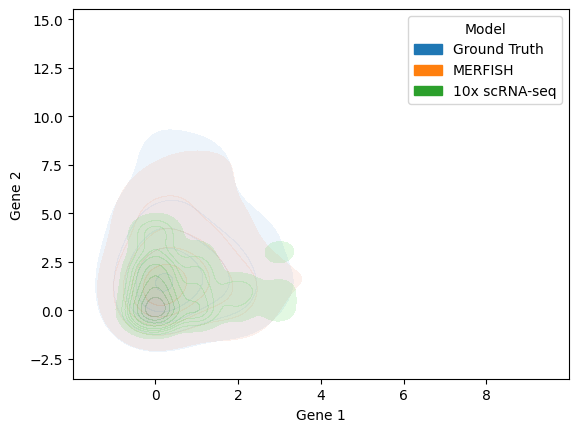 15.0
12.5
10.0
7.5
5.0
2.5
0.0
−2.5
Gene 2
0
2
4
6
8
Gene 1
Model
Ground Truth
MERFISH
10x scRNA-seq